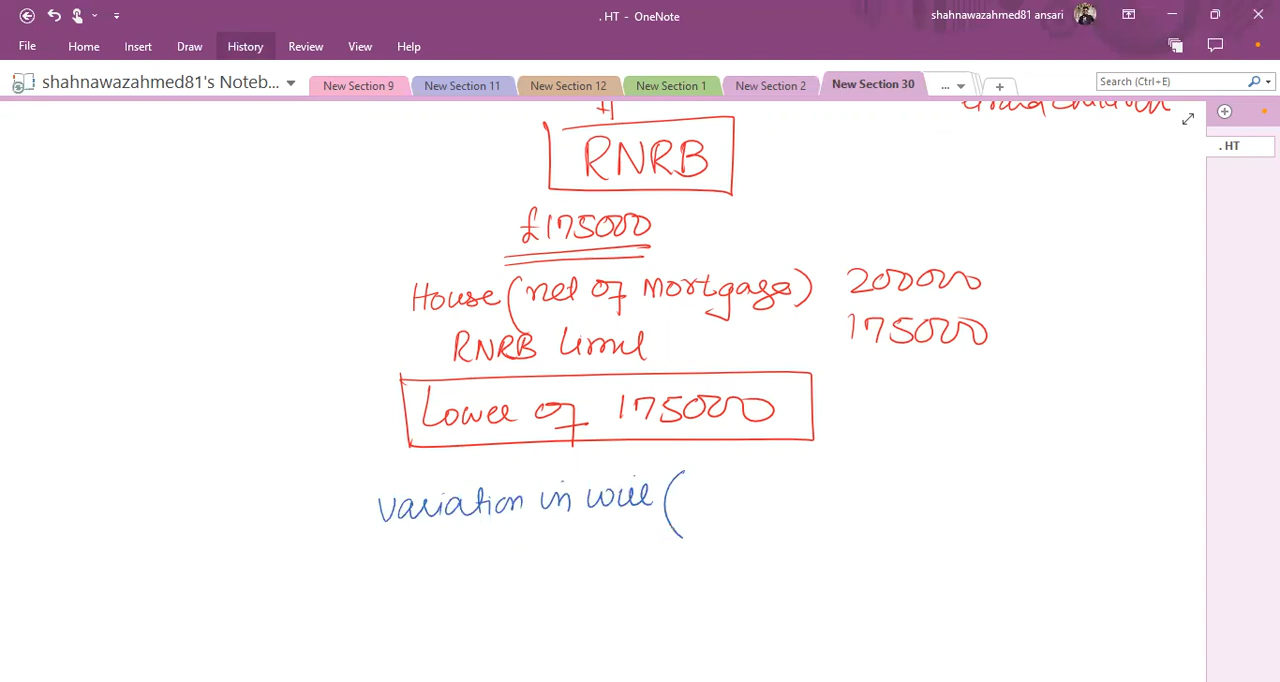 . HT - OneNote
shahnawazahmed81 ansari
File Home Insert Draw History Review View Help
shahnawazahmed81's Noteb...
New Section 9 New Section 11 New Section 12 New Section 1 New Section 2 New Section 30 ... +
Search (Ctrl+E)
. HT
Grandchildren
RNRB
£175000
House (net of Mortgages) 200000
RNRB limit 175000
Lower of 175000
variation in will (